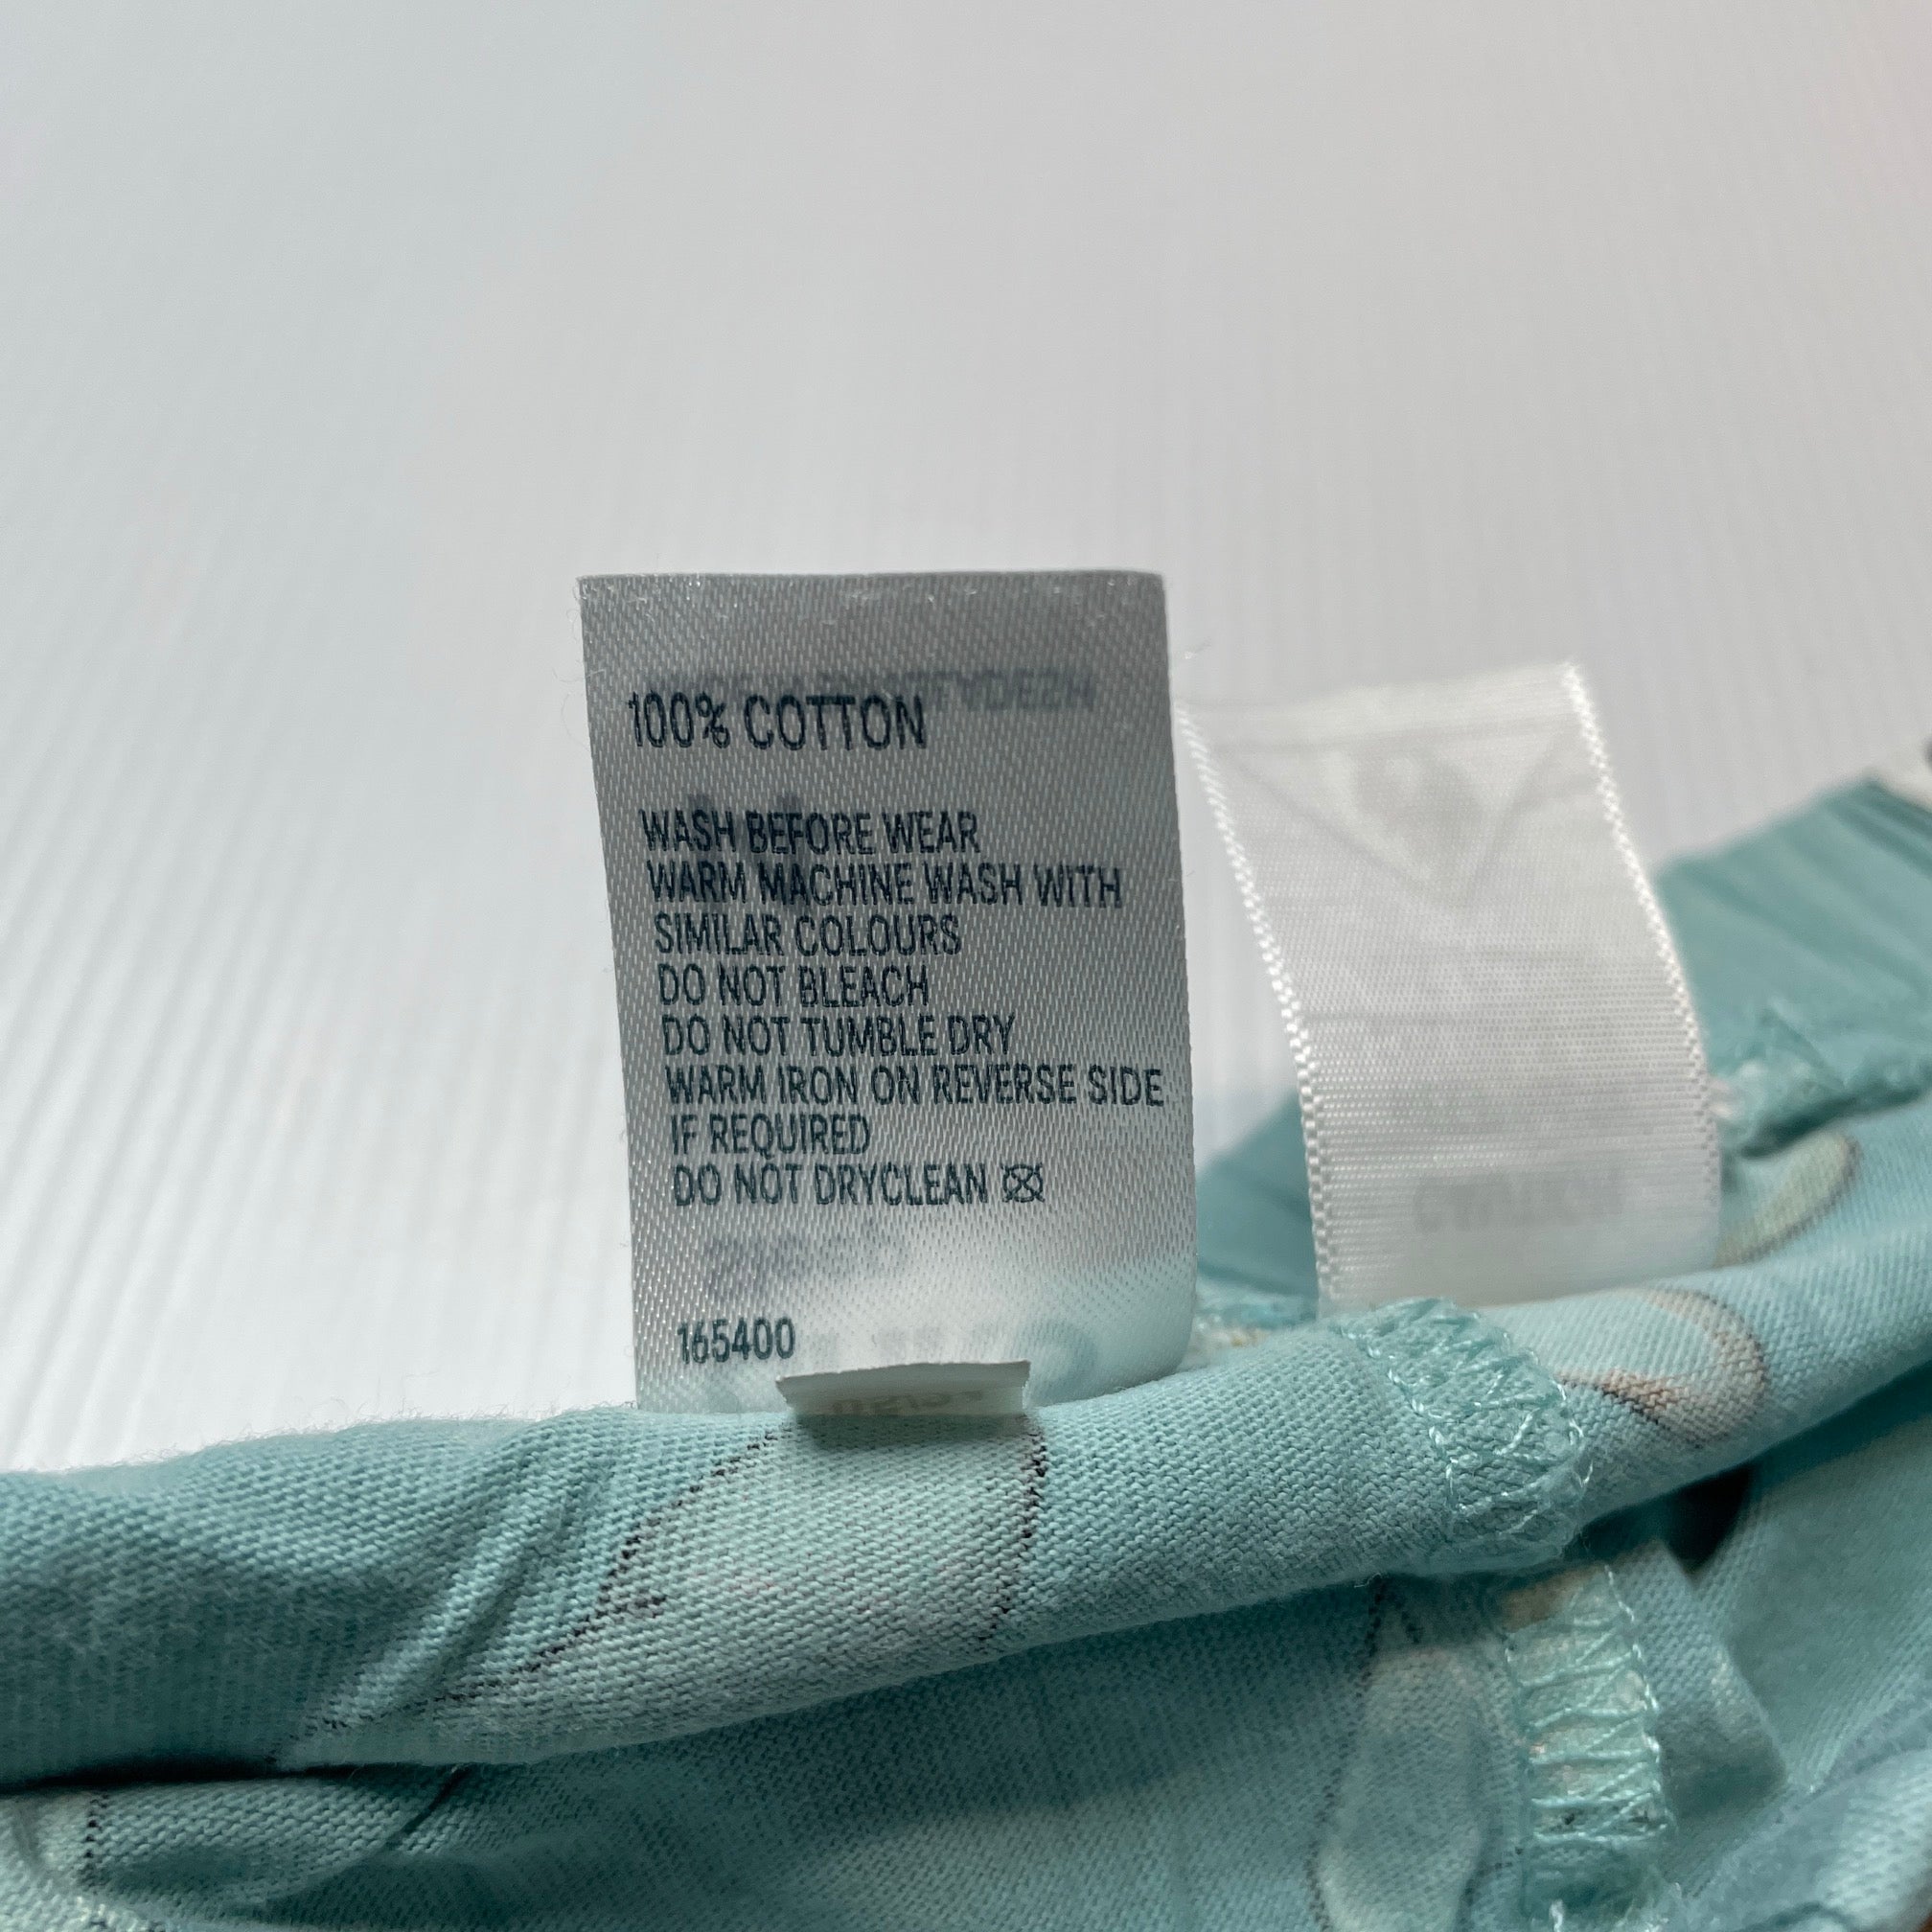 100% COTTON
WASH BEFORE WEAR
WARM MACHINE WASH WITH
SIMILAR COLOURS
DO NOT BLEACH
DO NOT TUMBLE DRY
WARM IRON ON REVERSE SIDE
IF REQUIRED
DO NOT DRYCLEAN
165400